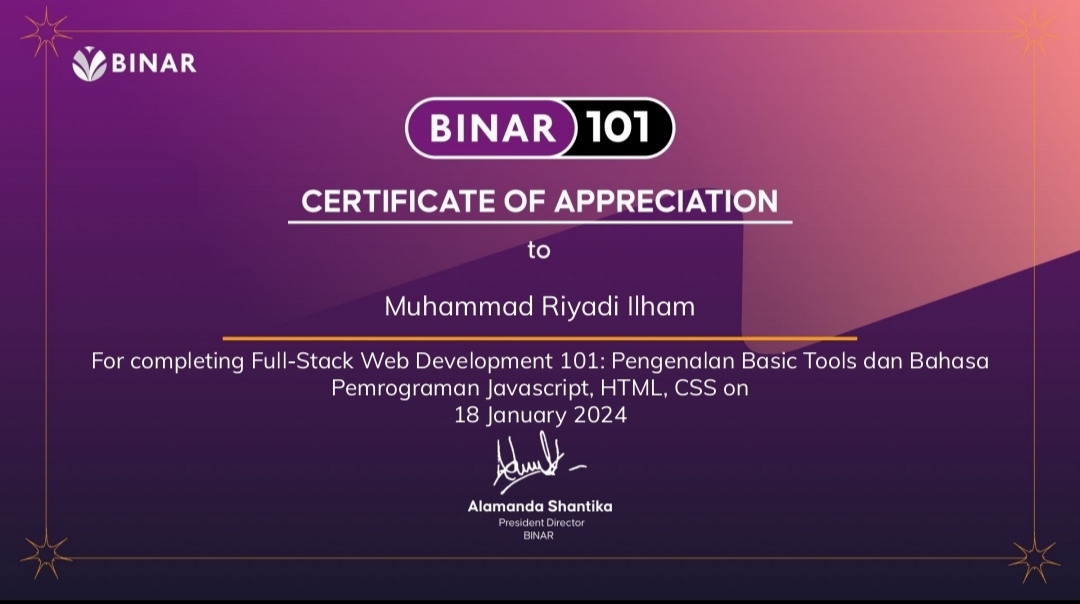 BINAR
BINAR 101
CERTIFICATE OF APPRECIATION
to
Muhammad Riyadi Ilham
For completing Full-Stack Web Development 101: Pengenalan Basic Tools dan Bahasa
Pemrograman Javascript, HTML, CSS on
18 January 2024
Alamanda Shantika
President Director
BINAR